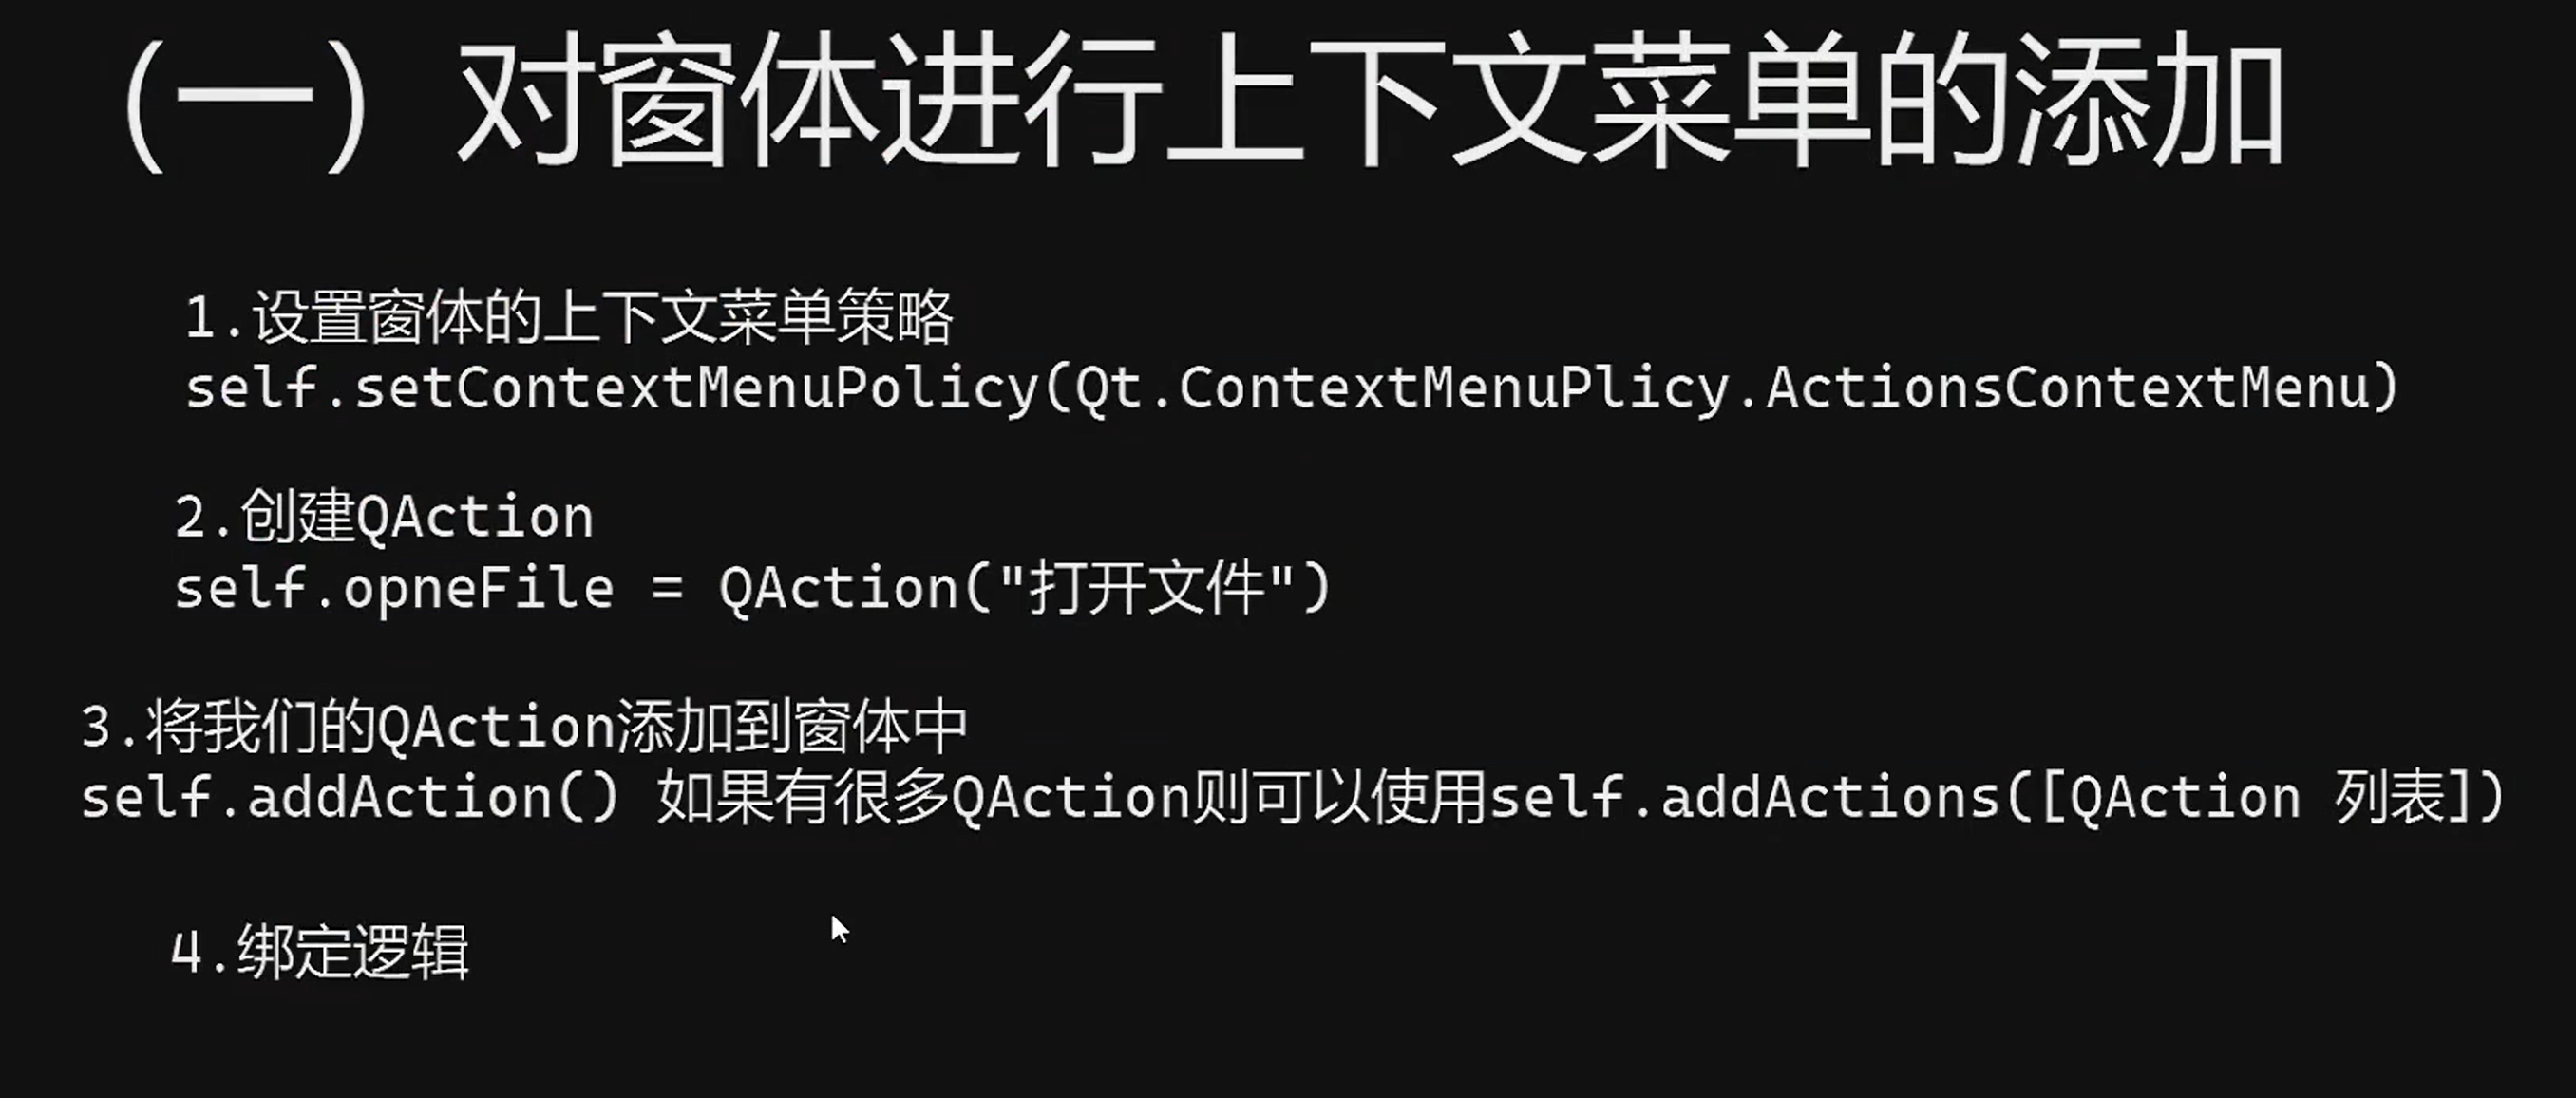 (一) 对窗体进行上下文菜单的添加
1.设置窗体的上下文菜单策略
self.setContextMenuPolicy(Qt.ContextMenuPlicy.ActionsContextMenu)
2.创建QAction
self.opneFile = QAction("打开文件")
3.将我们的QAction添加到窗体中
self.addAction() 如果有很多QAction则可以使用self.addActions([QAction 列表])
4.绑定逻辑